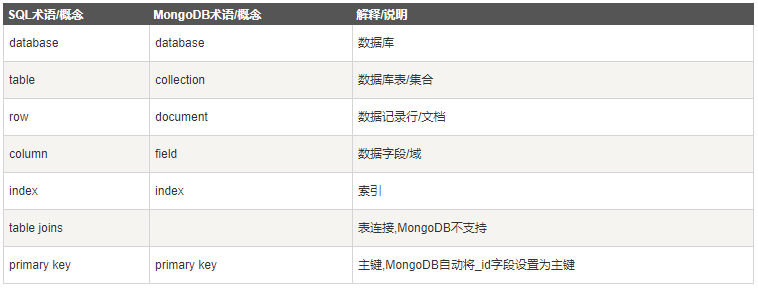 SQL术语/概念 MongoDB术语/概念 解释/说明
database database 数据库
table collection 数据库表/集合
row document 数据记录行/文档
column field 数据字段/域
index index 索引
table joins 表连接,MongoDB不支持
primary key primary key 主键,MongoDB自动将_id字段设置为主键